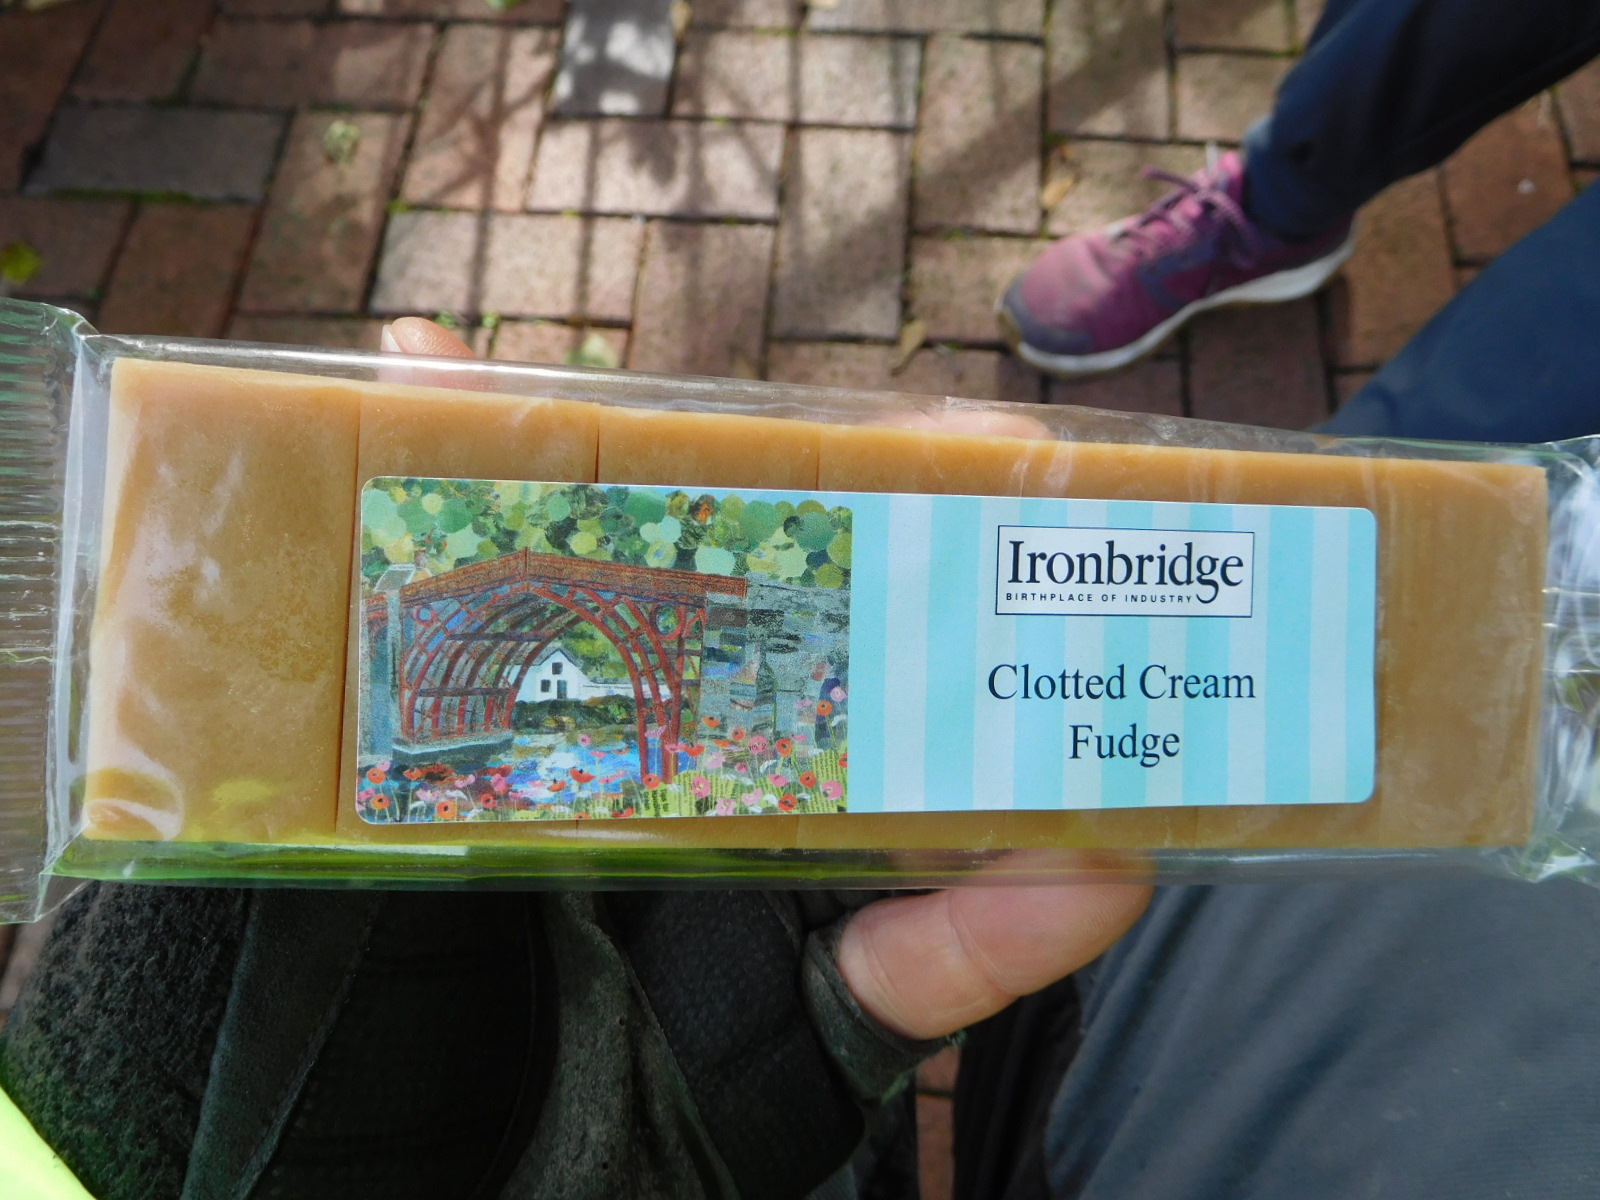 Ironbridge
BIRTHPLACE OF INDUSTRY
Clotted Cream
Fudge